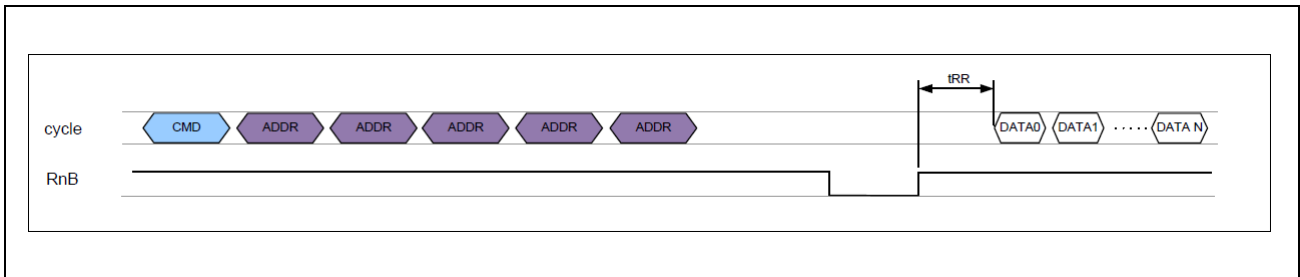 tRR
cycle CMD ADDR ADDR ADDR ADDR ADDR DATA0 DATA1 ..... DATA N
RnB